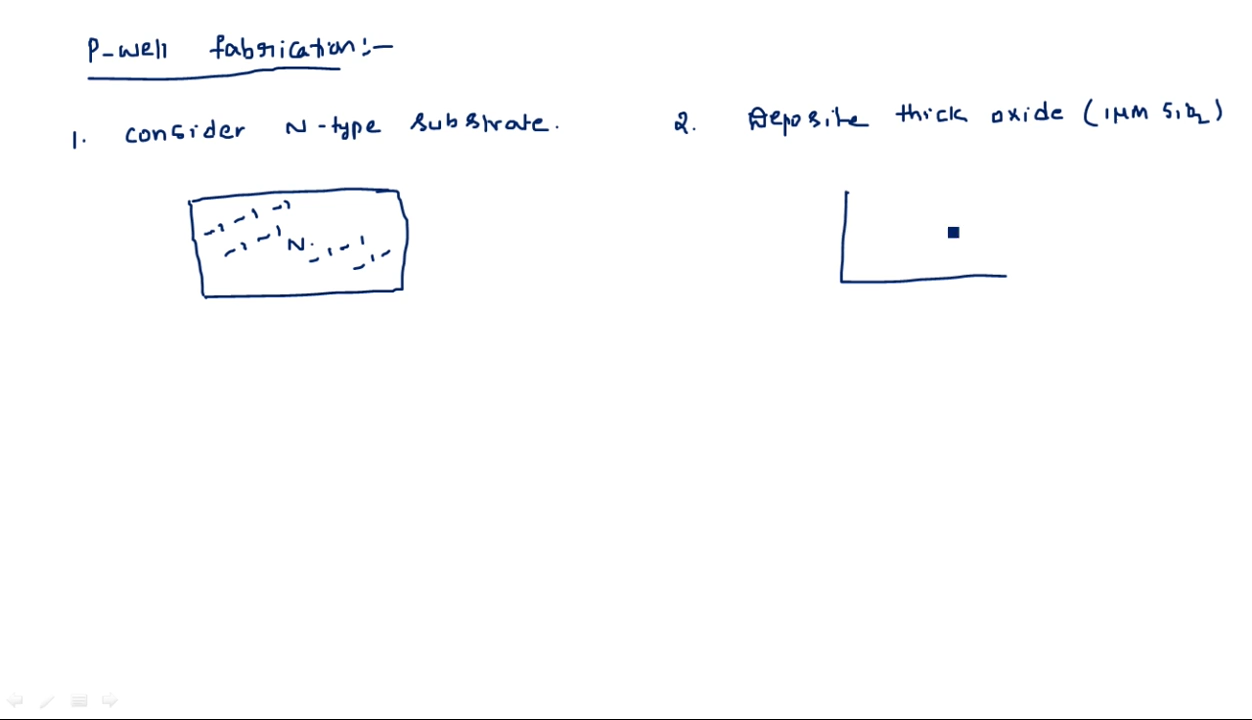 P-well fabrication:-
1. Consider N-type substrate.
2. Deposite thick oxide (1μm SiO2)
N